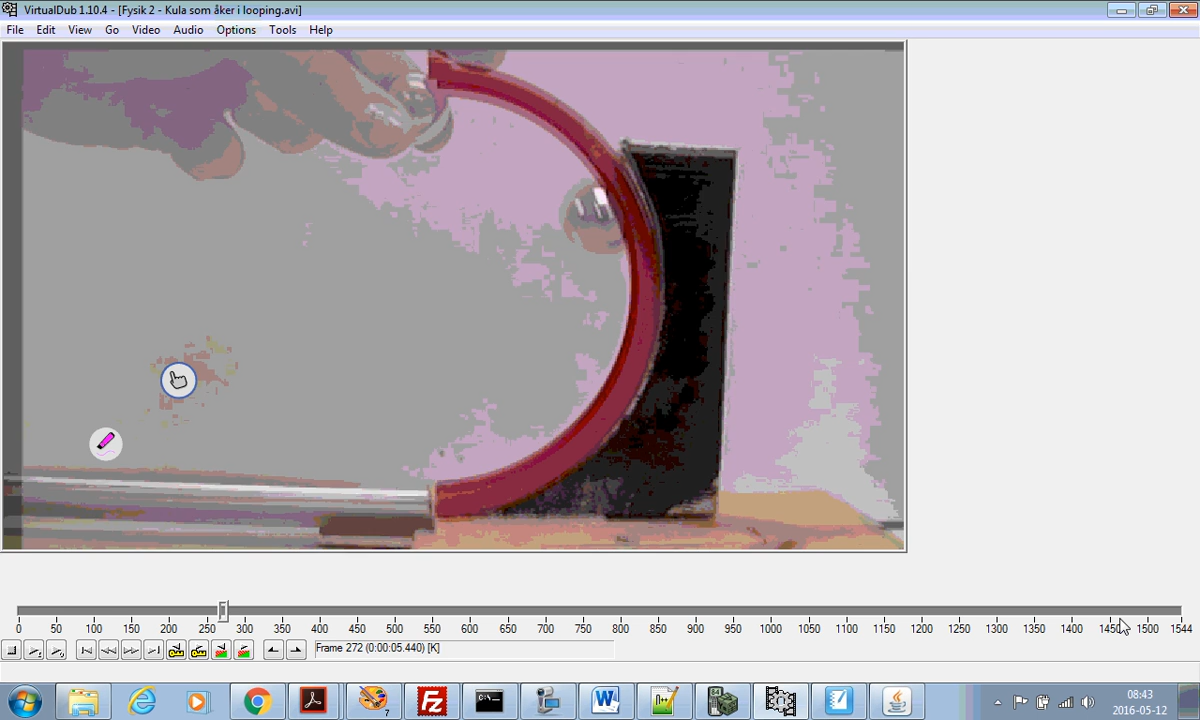 VirtualDub 1.10.4 - [Fysik 2 - Kula som åker i looping.avi]
File Edit View Go Video Audio Options Tools Help
0 50 100 150 200 250 300 350 400 450 500 550 600 650 700 750 800 850 900 950 1000 1050 1100 1150 1200 1250 1300 1350 1400 1450 1500 1544
Frame 272 (0:00:05.440) [K]
08:43
2016-05-12